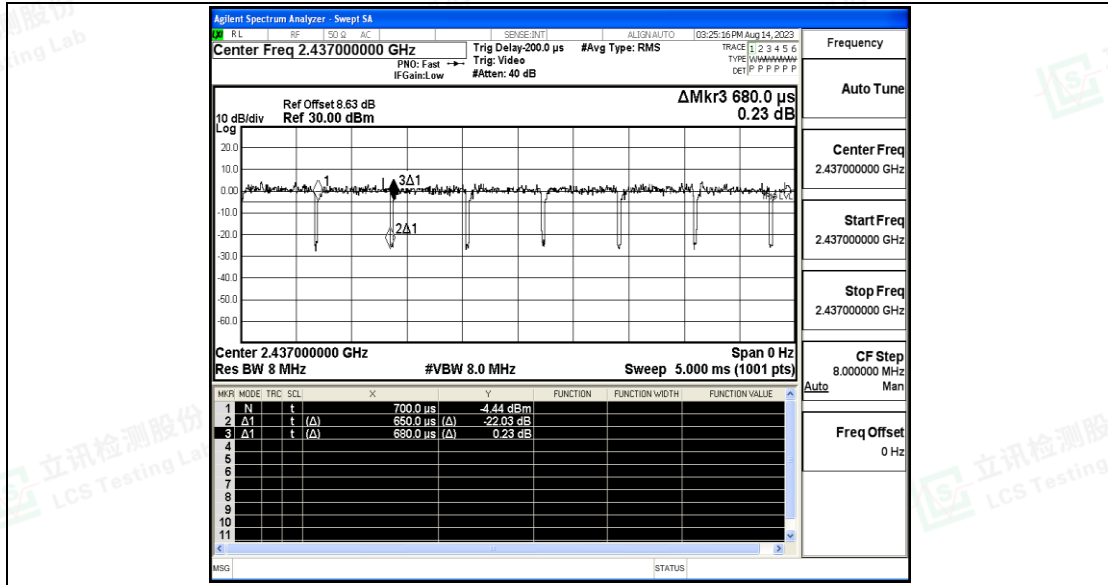 Agilent Spectrum Analyzer - Swept SA
RL RF 50 Ω AC SENSE:INT ALIGNAUTO 03:25:16 PM Aug 14, 2023
Center Freq 2.437000000 GHz
Trig Delay-200.0 µs #Avg Type: RMS TRACE 1 2 3 4 5 6
PNO: Fast Trig: Video TYPE
IFGain:Low #Atten: 40 dB DET P P P P P P
ΔMkr3 680.0 µs
0.23 dB
Ref Offset 8.63 dB
10 dB/div Ref 30.00 dBm
Log
20.0
10.0
0.00
-10.0
-20.0
-30.0
-40.0
-50.0
-60.0
1
3Δ1
2Δ1
Center 2.437000000 GHz Span 0 Hz
Res BW 8 MHz #VBW 8.0 MHz Sweep 5.000 ms (1001 pts)
MKR MODE TRC SCL X Y FUNCTION FUNCTION WIDTH FUNCTION VALUE
1 N t 700.0 µs -4.44 dBm
2 Δ1 t (Δ) 650.0 µs (Δ) -22.03 dB
3 Δ1 t (Δ) 680.0 µs (Δ) 0.23 dB
4
5
6
7
8
9
10
11
MSG STATUS
Frequency
Auto Tune
Center Freq
2.437000000 GHz
Start Freq
2.437000000 GHz
Stop Freq
2.437000000 GHz
CF Step
8.000000 MHz
Auto Man
Freq Offset
0 Hz
立讯检测股份
LCS Testing Lab
立讯检测股
LCS Testing